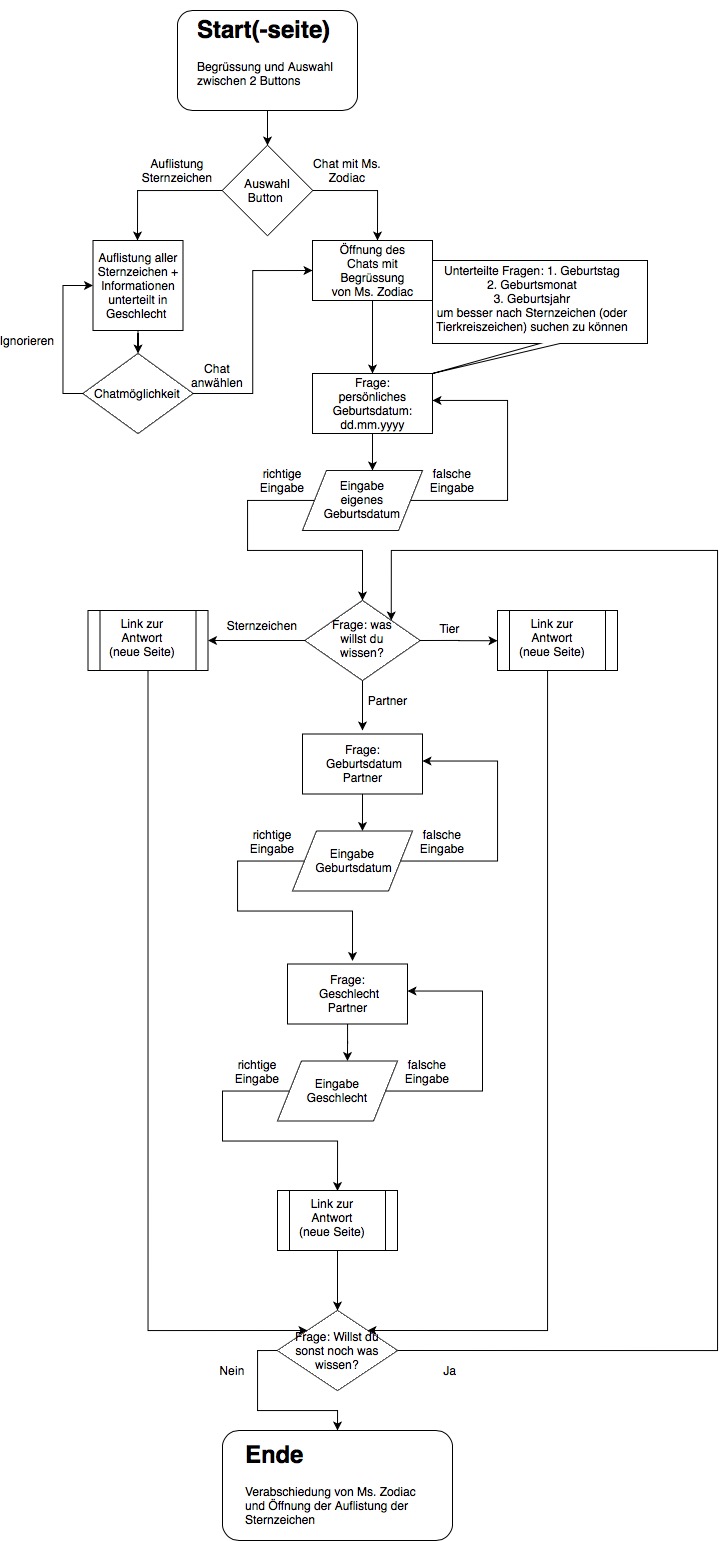 Start(-seite)
Begrüssung und Auswahl
zwischen 2 Buttons
Auflistung
Sternzeichen
Chat mit Ms.
Zodiac
Auswahl
Button
Auflistung aller
Sternzeichen +
Informationen
unterteilt in
Geschlecht
Öffnung des
Chats mit
Begrüssung
von Ms. Zodiac
Unterteilte Fragen: 1. Geburtstag
2. Geburtsmonat
3. Geburtsjahr
um besser nach Sternzeichen (oder
Tierkreiszeichen) suchen zu können
Ignorieren
Chatmöglichkeit
Chat
anwählen
Frage:
persönliches
Geburtsdatum:
dd.mm.yyyy
richtige
Eingabe
Eingabe
eigenes
Geburtsdatum
falsche
Eingabe
Link zur
Antwort
(neue Seite)
Sternzeichen
Frage: was
willst du
wissen?
Tier
Link zur
Antwort
(neue Seite)
Partner
Frage:
Geburtsdatum
Partner
richtige
Eingabe
Eingabe
Geburtsdatum
falsche
Eingabe
Frage:
Geschlecht
Partner
richtige
Eingabe
Eingabe
Geschlecht
falsche
Eingabe
Link zur
Antwort
(neue Seite)
Frage: Willst du
sonst noch was
wissen?
Nein
Ja
Ende
Verabschiedung von Ms. Zodiac
und Öffnung der Auflistung der
Sternzeichen